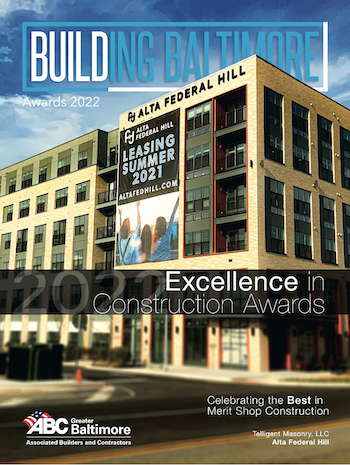 BUILDING BALTIMORE
Awards 2022
ALTA FEDERAL HILL
ALTA
FEDERAL HILL
LEASING
SUMMER
2021
ALTAFEDHILL.COM
2022 Excellence in
Construction Awards
Celebrating the Best in
Merit Shop Construction
Telligent Masonry, LLC
Alta Federal Hill
ABC Greater
Baltimore
Associated Builders and Contractors